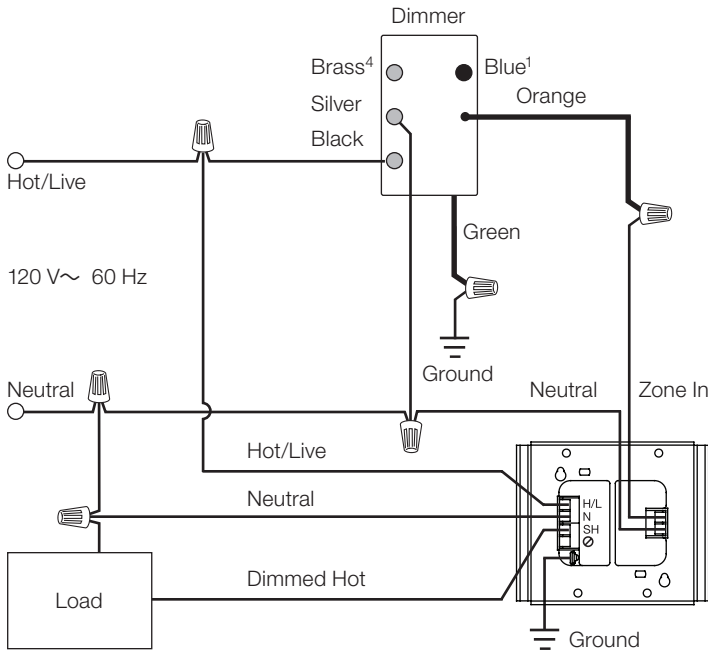 Dimmer
Brass⁴
Blue¹
Orange
Silver
Black
Hot/Live
Green
120 V～ 60 Hz
Ground
Neutral
Neutral
Zone In
Hot/Live
H/L
N
SH
Neutral
Dimmed Hot
Load
Ground